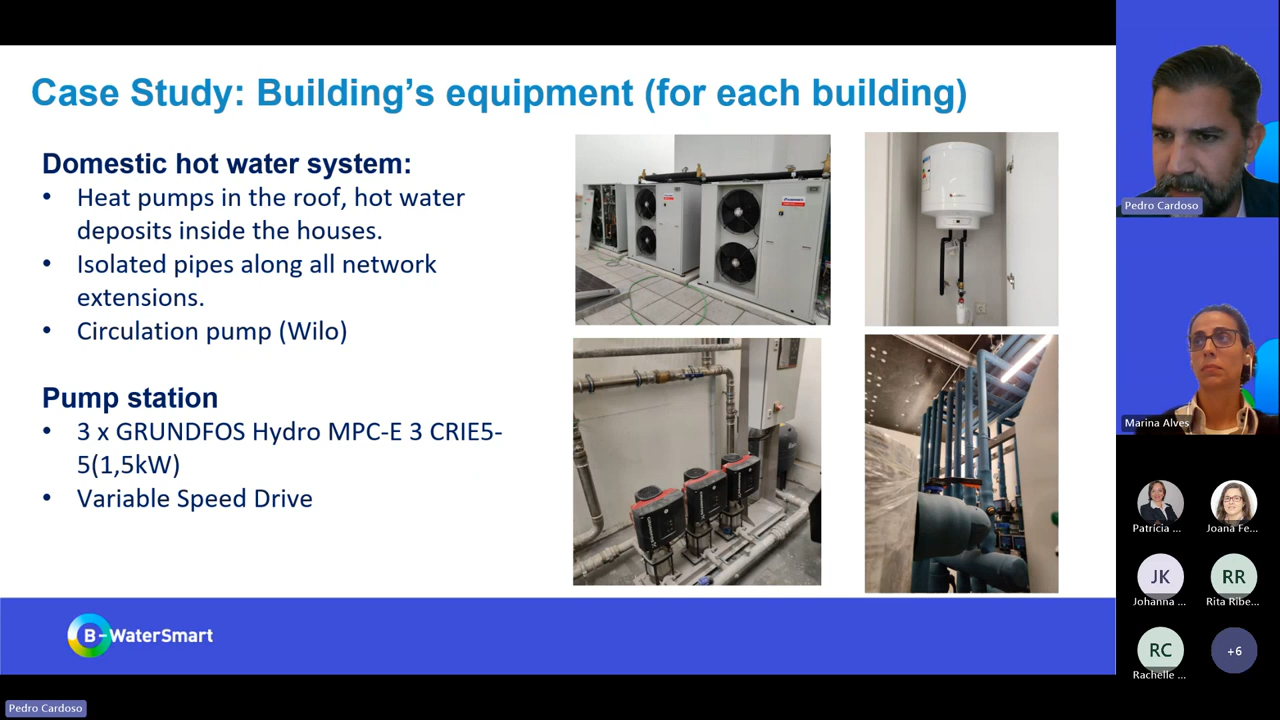 Case Study: Building's equipment (for each building)
Domestic hot water system:
• Heat pumps in the roof, hot water
deposits inside the houses.
• Isolated pipes along all network
extensions.
• Circulation pump (Wilo)
Pump station
• 3 x GRUNDFOS Hydro MPC-E 3 CRIE5-
5(1,5kW)
• Variable Speed Drive
B-WaterSmart
Pedro Cardoso
Pedro Cardoso
Marina Alves
Patrícia ...
Joana Fe...
JK
RR
Johanna ...
Rita Ribe...
RC
+6
Rachelle ...